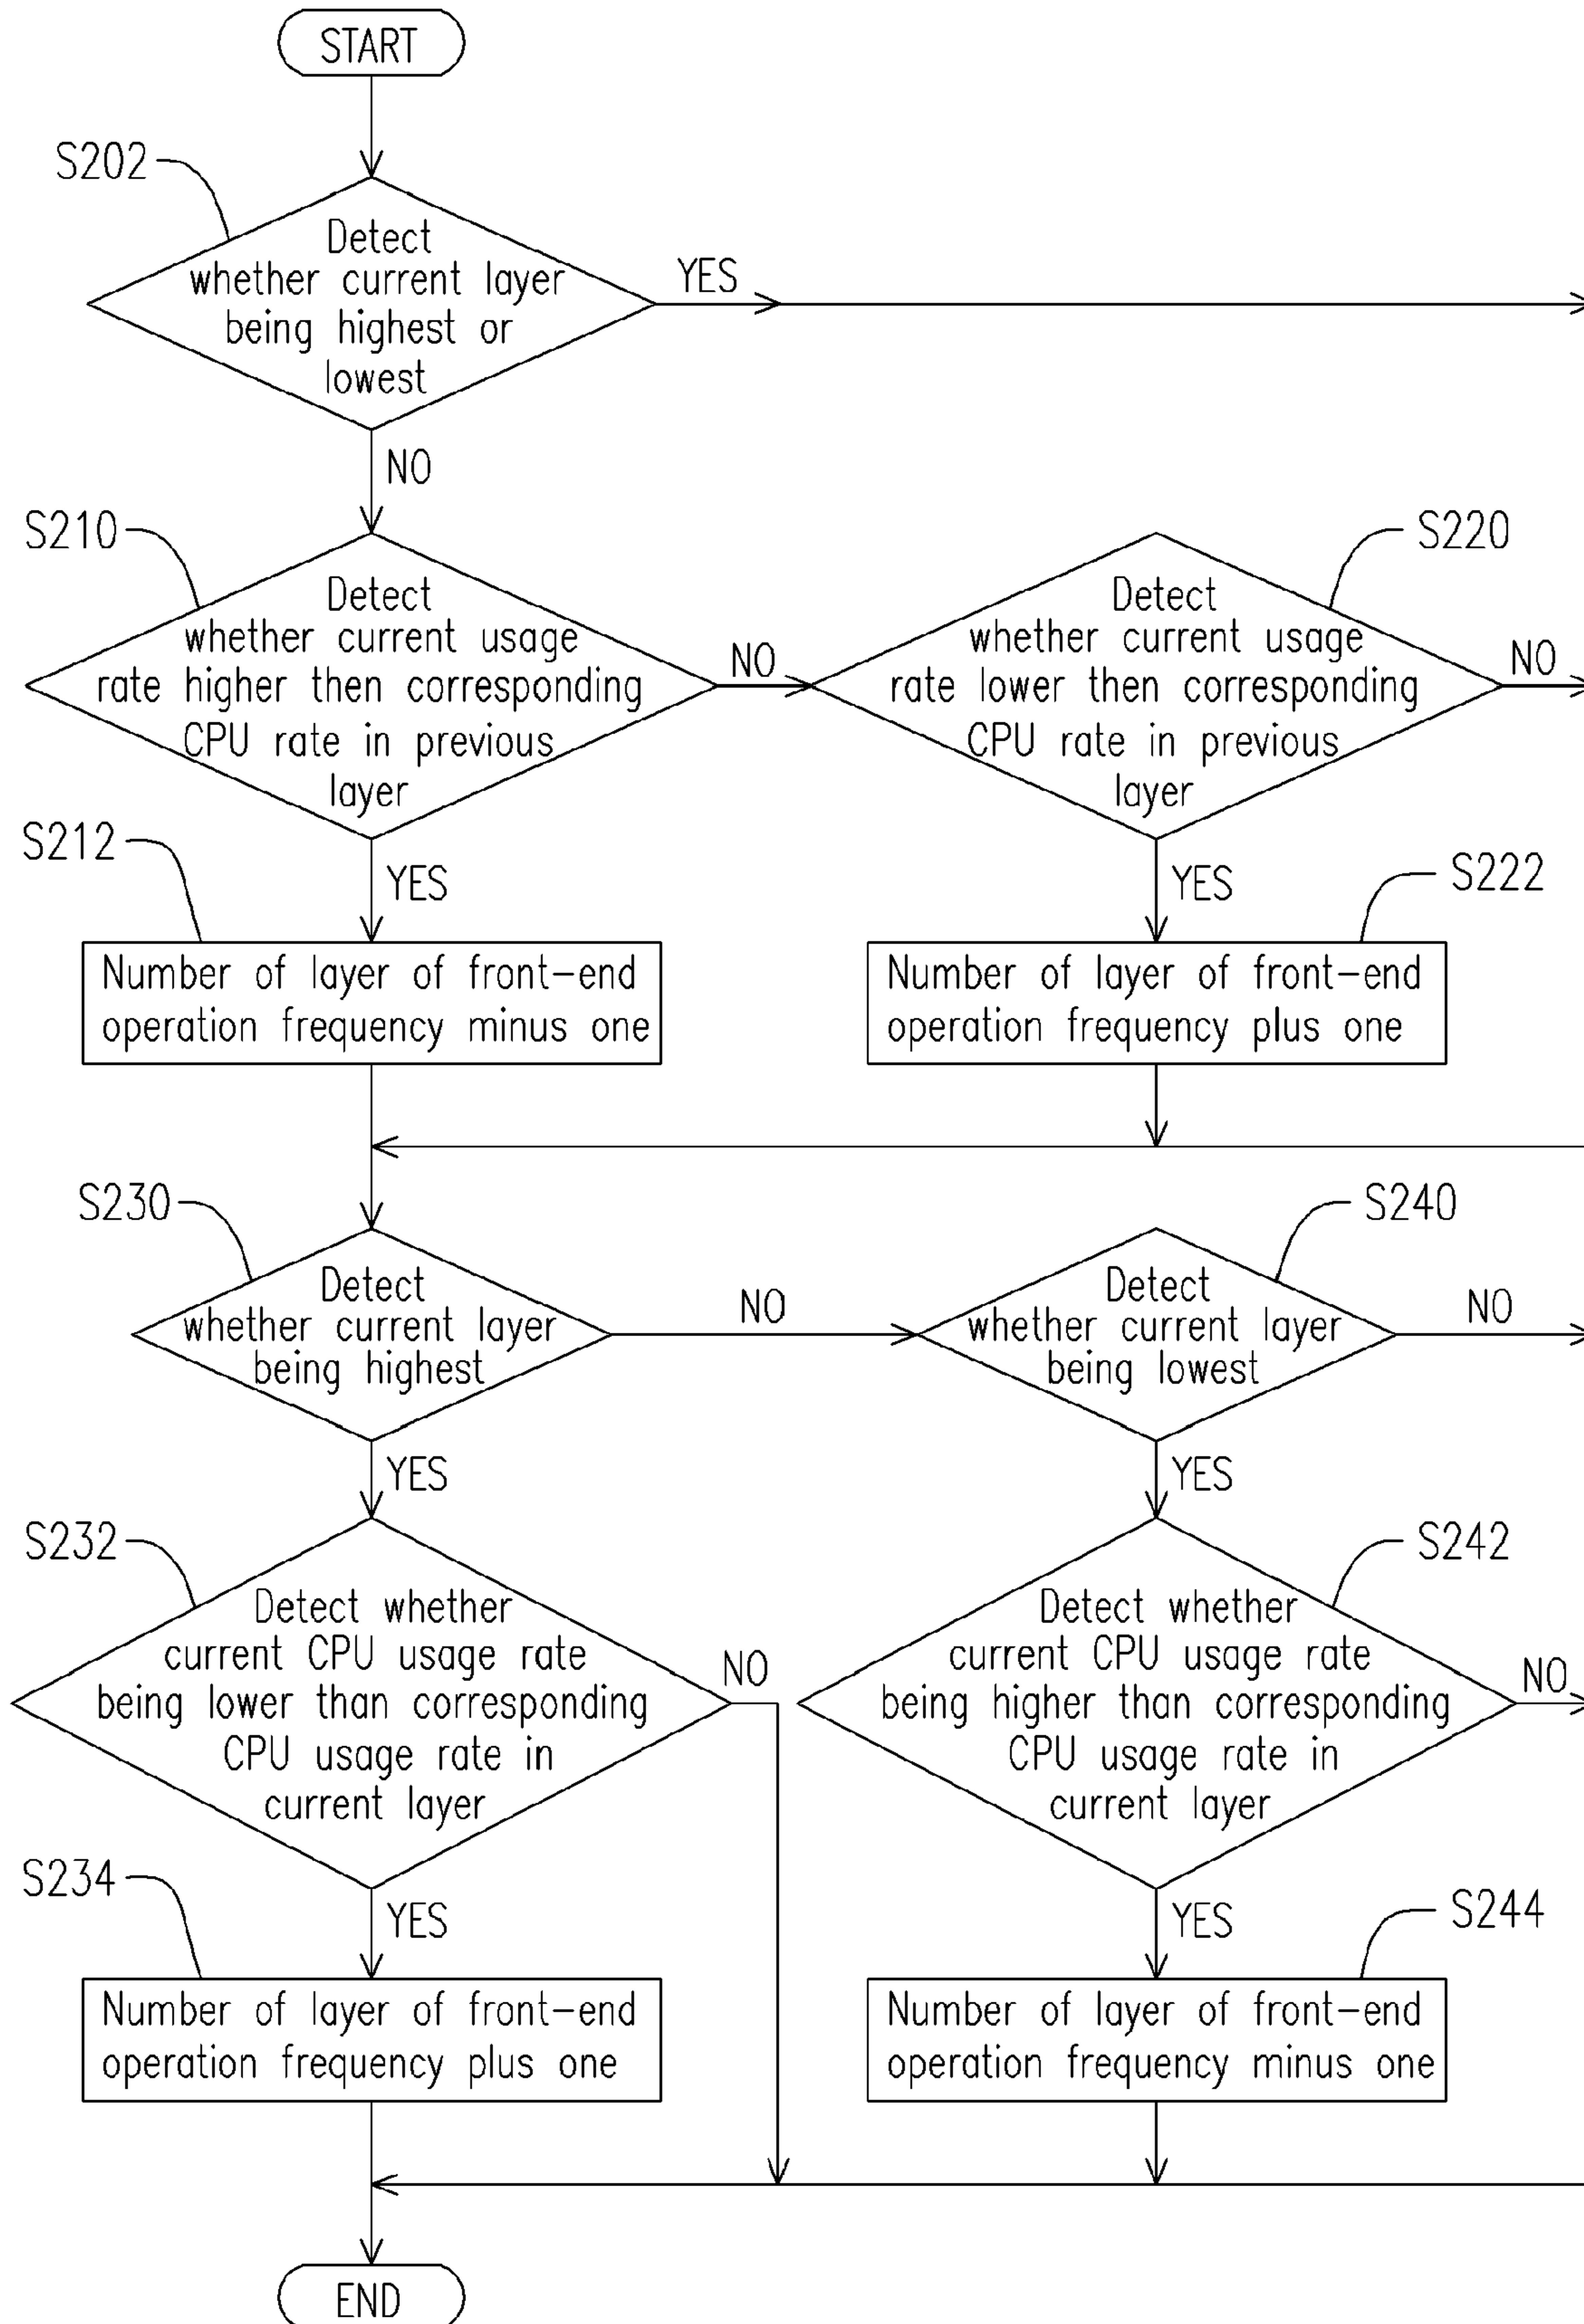 START
S202
Detect
whether current layer
being highest or
lowest
YES
NO
S210
Detect
whether current usage
rate higher then corresponding
CPU rate in previous
layer
NO
S220
Detect
whether current usage
rate lower then corresponding
CPU rate in previous
layer
NO
S212
YES
Number of layer of front-end
operation frequency minus one
YES
S222
Number of layer of front-end
operation frequency plus one
S230
Detect
whether current layer
being highest
NO
S240
Detect
whether current layer
being lowest
NO
YES
YES
S232
Detect whether
current CPU usage rate
being lower than corresponding
CPU usage rate in
current layer
NO
S242
Detect whether
current CPU usage rate
being higher than corresponding
CPU usage rate in
current layer
NO
S234
YES
Number of layer of front-end
operation frequency plus one
YES
S244
Number of layer of front-end
operation frequency minus one
END